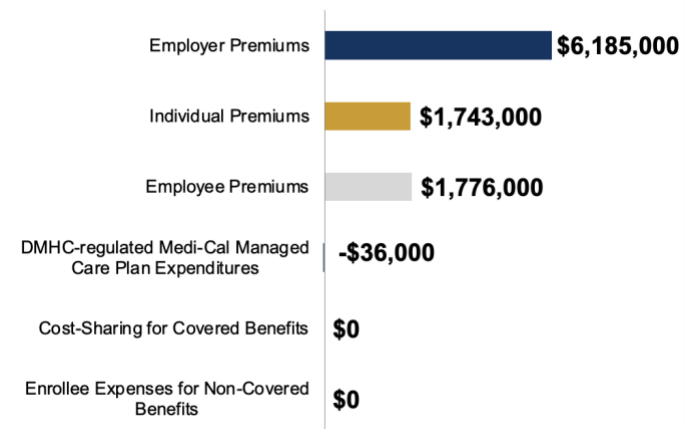 Employer Premiums $6,185,000
Individual Premiums $1,743,000
Employee Premiums $1,776,000
DMHC-regulated Medi-Cal Managed
Care Plan Expenditures
-$36,000
Cost-Sharing for Covered Benefits $0
Enrollee Expenses for Non-Covered
Benefits
$0